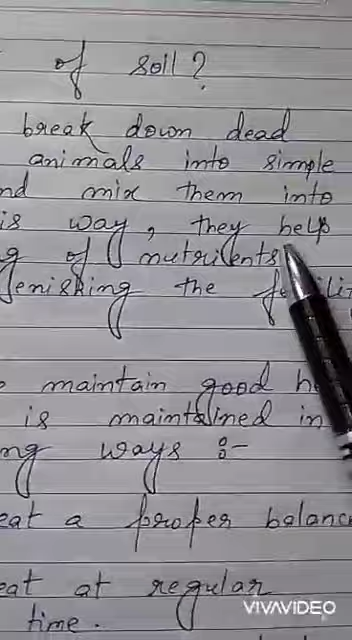 of soil?
break down dead
animals into simple
nd mix them into
is way, they help
g of nutrients
lenishing the
maintain good h
is maintained in
ng ways :-
eat a proper balanc
eat at regular
time.
VIVAVIDEO